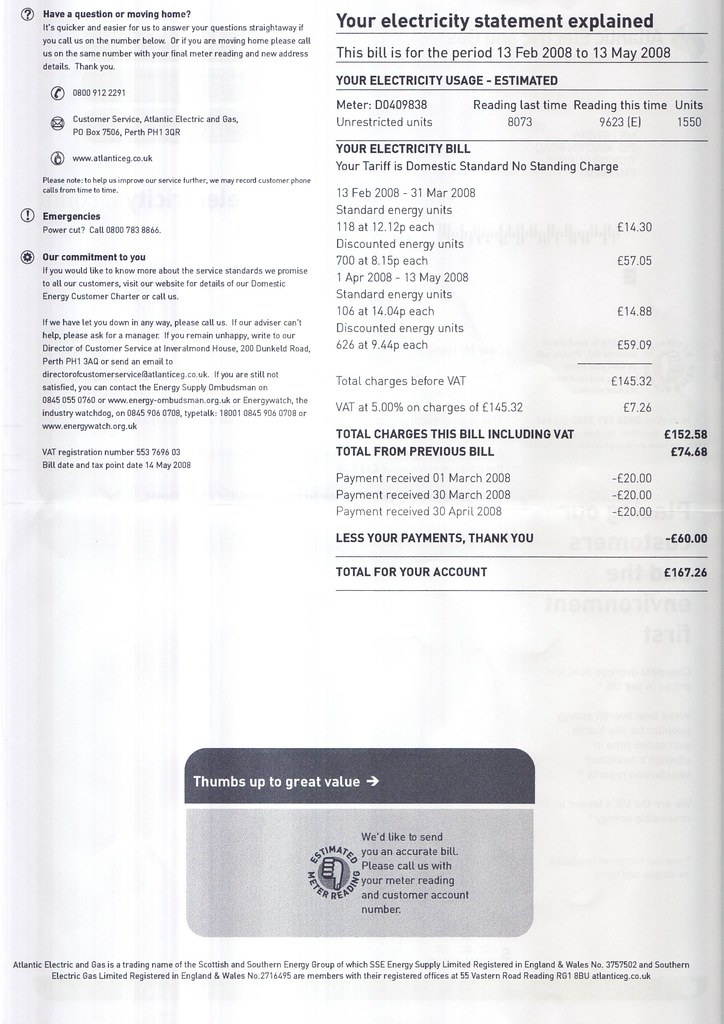 Have a question or moving home?
It's quicker and easier for us to answer your questions straightaway if
you call us on the number below. Or if you are moving home please call
us on the same number with your final meter reading and new address
details. Thank you.
0800 912 2291
Customer Service, Atlantic Electric and Gas,
PO Box 7506, Perth PH1 3QR
www.atlanticeg.co.uk
Please note: to help us improve our service further, we may record customer phone
calls from time to time.
Emergencies
Power cut? Call 0800 783 8866.
Our commitment to you
If you would like to know more about the service standards we promise
to all our customers, visit our website for details of our Domestic
Energy Customer Charter or call us.
If we have let you down in any way, please call us. If our adviser can't
help, please ask for a manager. If you remain unhappy, write to our
Director of Customer Service at Inveralmond House, 200 Dunkeld Road,
Perth PH1 3AQ or send an email to
directorofcustomerservice@atlanticeg.co.uk. If you are still not
satisfied, you can contact the Energy Supply Ombudsman on
0845 055 0760 or www.energy-ombudsman.org.uk or Energywatch, the
industry watchdog, on 0845 906 0708, typetalk: 18001 0845 906 0708 or
www.energywatch.org.uk
VAT registration number 553 7696 03
Bill date and tax point date 14 May 2008
Your electricity statement explained
This bill is for the period 13 Feb 2008 to 13 May 2008
YOUR ELECTRICITY USAGE - ESTIMATED
Meter: D0409838 Reading last time Reading this time Units
Unrestricted units 8073 9623 (E) 1550
YOUR ELECTRICITY BILL
Your Tariff is Domestic Standard No Standing Charge
13 Feb 2008 - 31 Mar 2008
Standard energy units
118 at 12.12p each £14.30
Discounted energy units
700 at 8.15p each £57.05
1 Apr 2008 - 13 May 2008
Standard energy units
106 at 14.04p each £14.88
Discounted energy units
626 at 9.44p each £59.09
Total charges before VAT £145.32
VAT at 5.00% on charges of £145.32 £7.26
TOTAL CHARGES THIS BILL INCLUDING VAT £152.58
TOTAL FROM PREVIOUS BILL £74.68
Payment received 01 March 2008 -£20.00
Payment received 30 March 2008 -£20.00
Payment received 30 April 2008 -£20.00
LESS YOUR PAYMENTS, THANK YOU -£60.00
TOTAL FOR YOUR ACCOUNT £167.26
Thumbs up to great value →
ESTIMATED
METER READING
We'd like to send
you an accurate bill.
Please call us with
your meter reading
and customer account
number.
Atlantic Electric and Gas is a trading name of the Scottish and Southern Energy Group of which SSE Energy Supply Limited Registered in England & Wales No. 3757502 and Southern
Electric Gas Limited Registered in England & Wales No.2716495 are members with their registered offices at 55 Vastern Road Reading RG1 8BU atlanticeg.co.uk